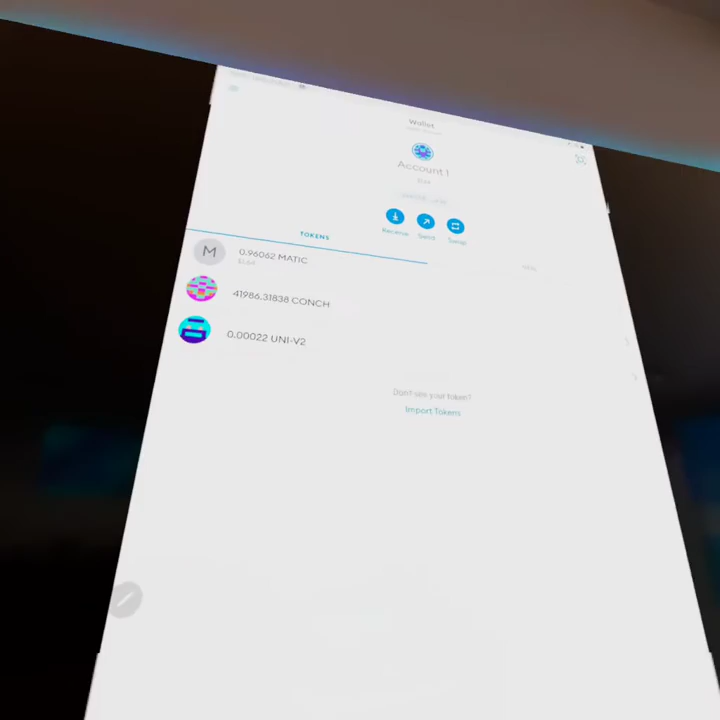 Wallet
Account 1
Receive Send Swap
TOKENS
M
0.96062 MATIC
41986.31838 CONCH
0.00022 UNI-V2
Don't see your token?
Import Tokens